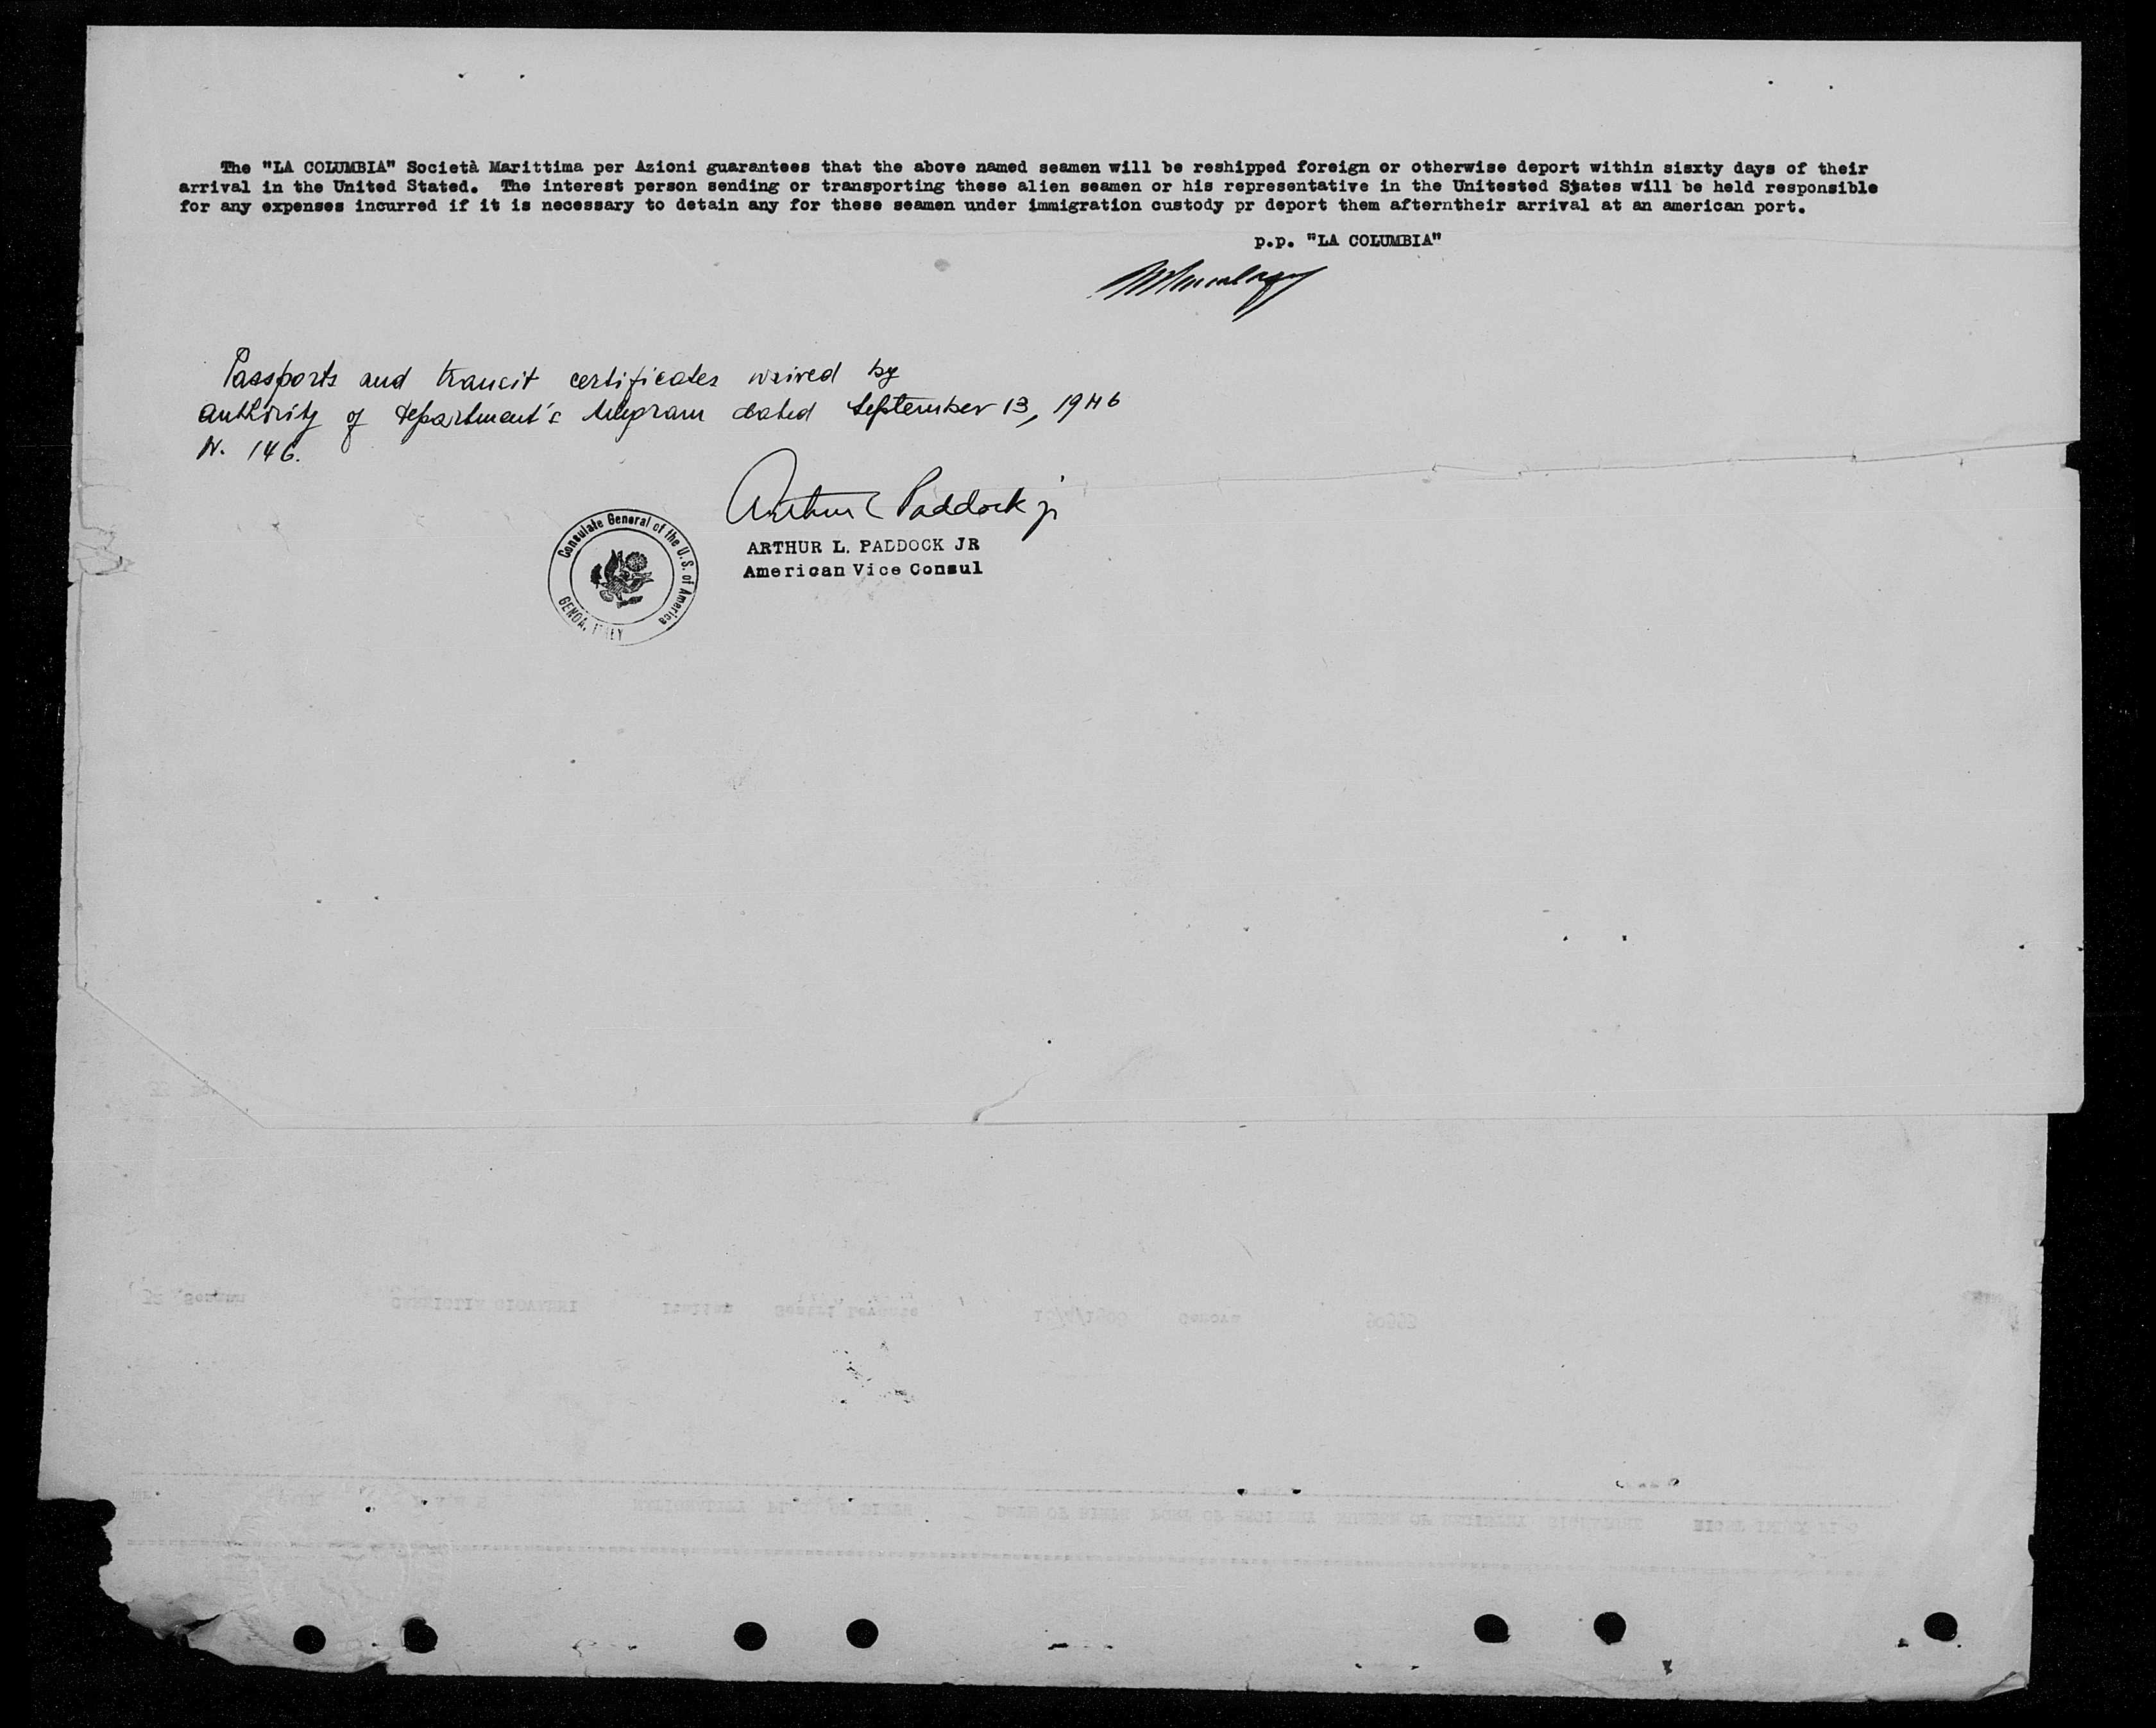 The "LA COLUMBIA" Società Marittima per Azioni guarantees that the above named seamen will be reshipped foreign or otherwise deport within sisxty days of their
arrival in the United Stated. The interest person sending or transporting these alien seamen or his representative in the Unitested States will be held responsible
for any expenses incurred if it is necessary to detain any for these seamen under immigration custody pr deport them afterntheir arrival at an american port.
p.p. "LA COLUMBIA"
Passports and transit certificates waived by
authority of department's telegram dated September 13, 1946
N. 146.
Arthur L Paddock jr
ARTHUR L. PADDOCK JR
American Vice Consul
Consulate General of the U.S. of America
GENOA, ITALY